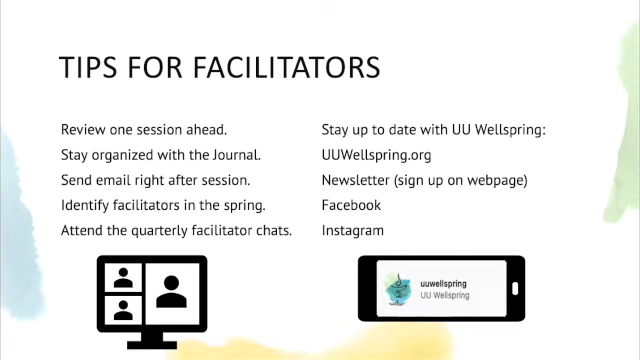 TIPS FOR FACILITATORS
Review one session ahead.
Stay organized with the Journal.
Send email right after session.
Identify facilitators in the spring.
Attend the quarterly facilitator chats.
Stay up to date with UU Wellspring:
UUWellspring.org
Newsletter (sign up on webpage)
Facebook
Instagram
uuwellspring
UU Wellspring